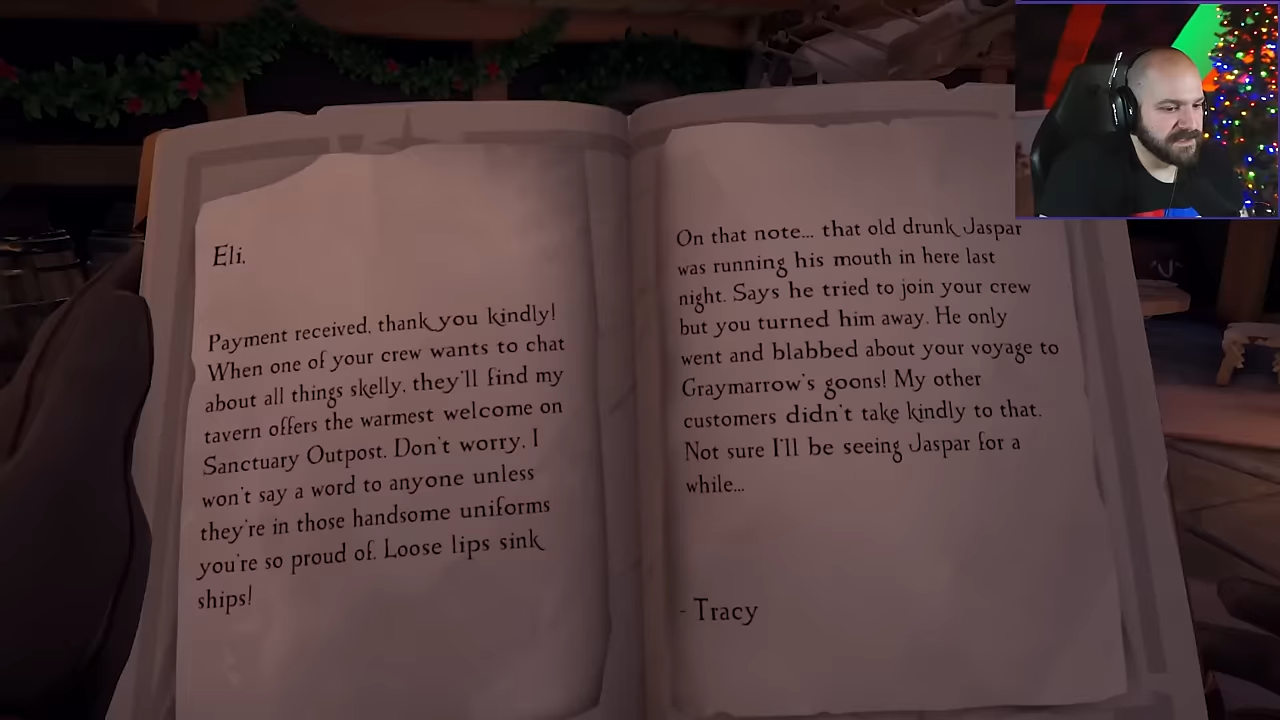 Eli,
Payment received, thank you kindly!
When one of your crew wants to chat
about all things skelly, they'll find my
tavern offers the warmest welcome on
Sanctuary Outpost. Don't worry, I
won't say a word to anyone unless
they're in those handsome uniforms
you're so proud of. Loose lips sink
ships!
On that note... that old drunk Jaspar
was running his mouth in here last
night. Says he tried to join your crew
but you turned him away. He only
went and blabbed about your voyage to
Graymarrow's goons! My other
customers didn't take kindly to that.
Not sure I'll be seeing Jaspar for a
while...
- Tracy